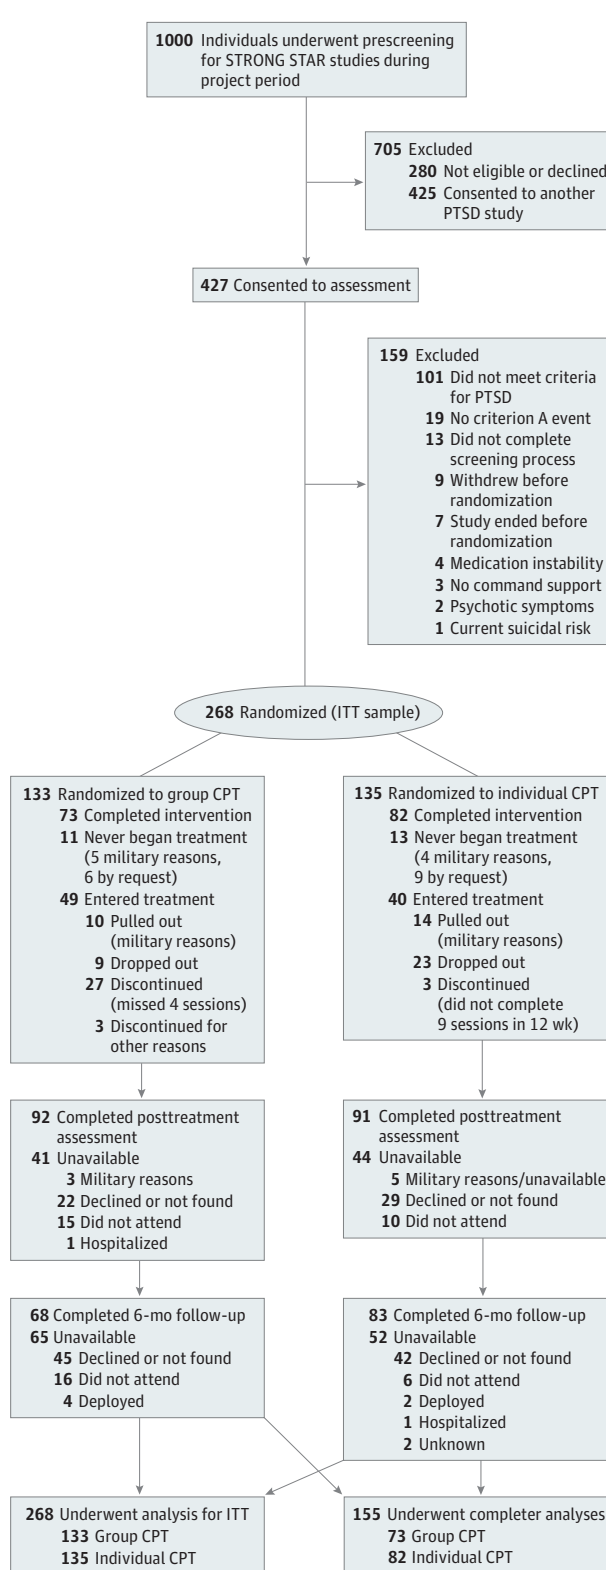 1000 Individuals underwent prescreening
for STRONG STAR studies during
project period
705 Excluded
280 Not eligible or declined
425 Consented to another
PTSD study
427 Consented to assessment
159 Excluded
101 Did not meet criteria
for PTSD
19 No criterion A event
13 Did not complete
screening process
9 Withdrew before
randomization
7 Study ended before
randomization
4 Medication instability
3 No command support
2 Psychotic symptoms
1 Current suicidal risk
268 Randomized (ITT sample)
133 Randomized to group CPT
73 Completed intervention
11 Never began treatment
(5 military reasons,
6 by request)
49 Entered treatment
10 Pulled out
(military reasons)
9 Dropped out
27 Discontinued
(missed 4 sessions)
3 Discontinued for
other reasons
135 Randomized to individual CPT
82 Completed intervention
13 Never began treatment
(4 military reasons,
9 by request)
40 Entered treatment
14 Pulled out
(military reasons)
23 Dropped out
3 Discontinued
(did not complete
9 sessions in 12 wk)
92 Completed posttreatment
assessment
41 Unavailable
3 Military reasons
22 Declined or not found
15 Did not attend
1 Hospitalized
91 Completed posttreatment
assessment
44 Unavailable
5 Military reasons/unavailable
29 Declined or not found
10 Did not attend
68 Completed 6-mo follow-up
65 Unavailable
45 Declined or not found
16 Did not attend
4 Deployed
83 Completed 6-mo follow-up
52 Unavailable
42 Declined or not found
6 Did not attend
2 Deployed
1 Hospitalized
2 Unknown
268 Underwent analysis for ITT
133 Group CPT
135 Individual CPT
155 Underwent completer analyses
73 Group CPT
82 Individual CPT